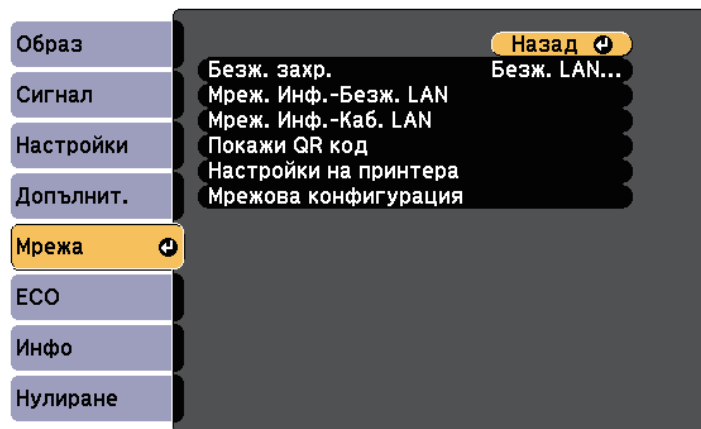 Образ
Сигнал
Настройки
Допълнит.
Мрежа
ECO
Инфо
Нулиране
Назад
Безж. захр. Безж. LAN...
Мреж. Инф.-Безж. LAN
Мреж. Инф.-Каб. LAN
Покажи QR код
Настройки на принтера
Мрежова конфигурация